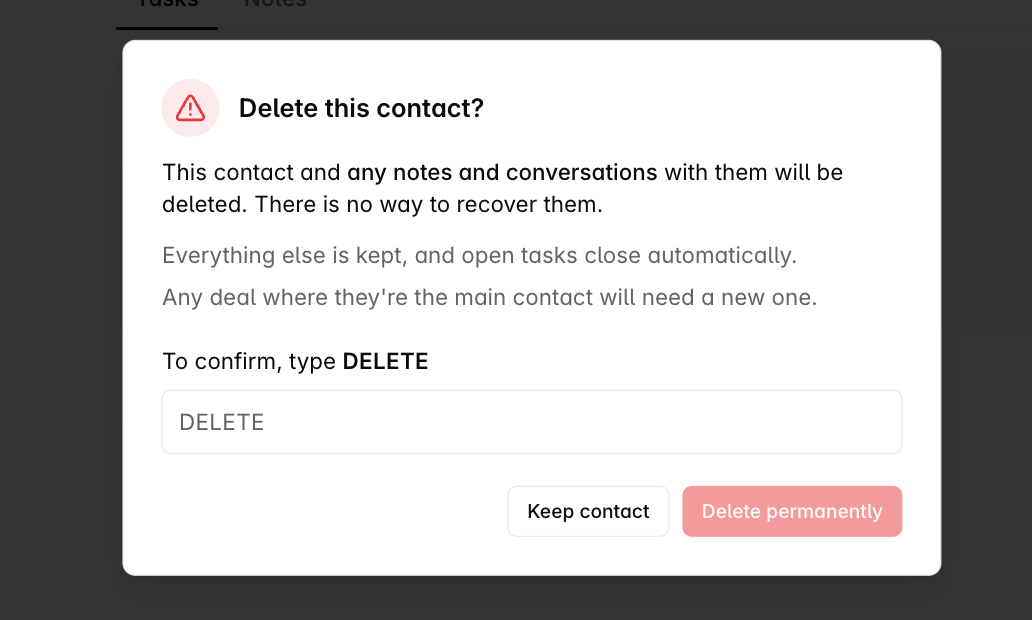 Tasks Notes
Delete this contact?
This contact and any notes and conversations with them will be
deleted. There is no way to recover them.
Everything else is kept, and open tasks close automatically.
Any deal where they're the main contact will need a new one.
To confirm, type DELETE
DELETE
Keep contact Delete permanently